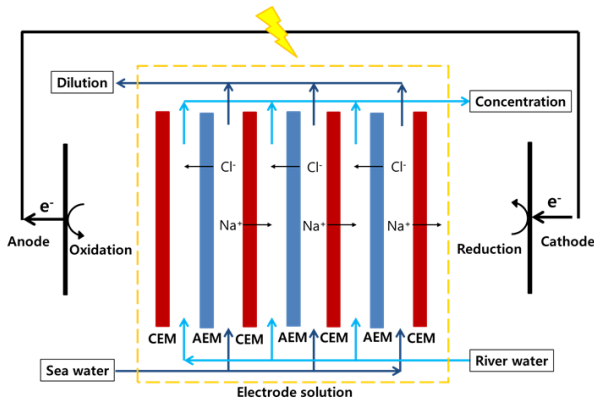 Dilution
Concentration
Cl⁻ Cl⁻ Cl⁻
e⁻ e⁻
Na⁺ Na⁺ Na⁺
Anode Oxidation Reduction Cathode
CEM AEM CEM AEM CEM AEM CEM
Sea water River water
Electrode solution